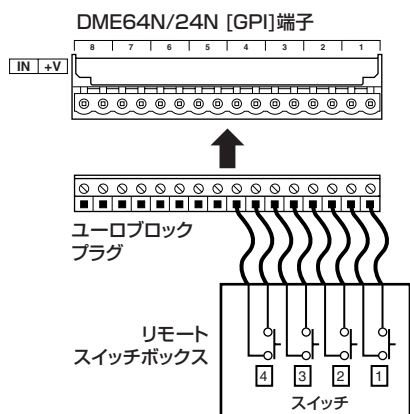 DME64N/24N [GPI]端子
8 7 6 5 4 3 2 1
IN +V
ユーロブロック
プラグ
リモート
スイッチボックス
4 3 2 1
スイッチ